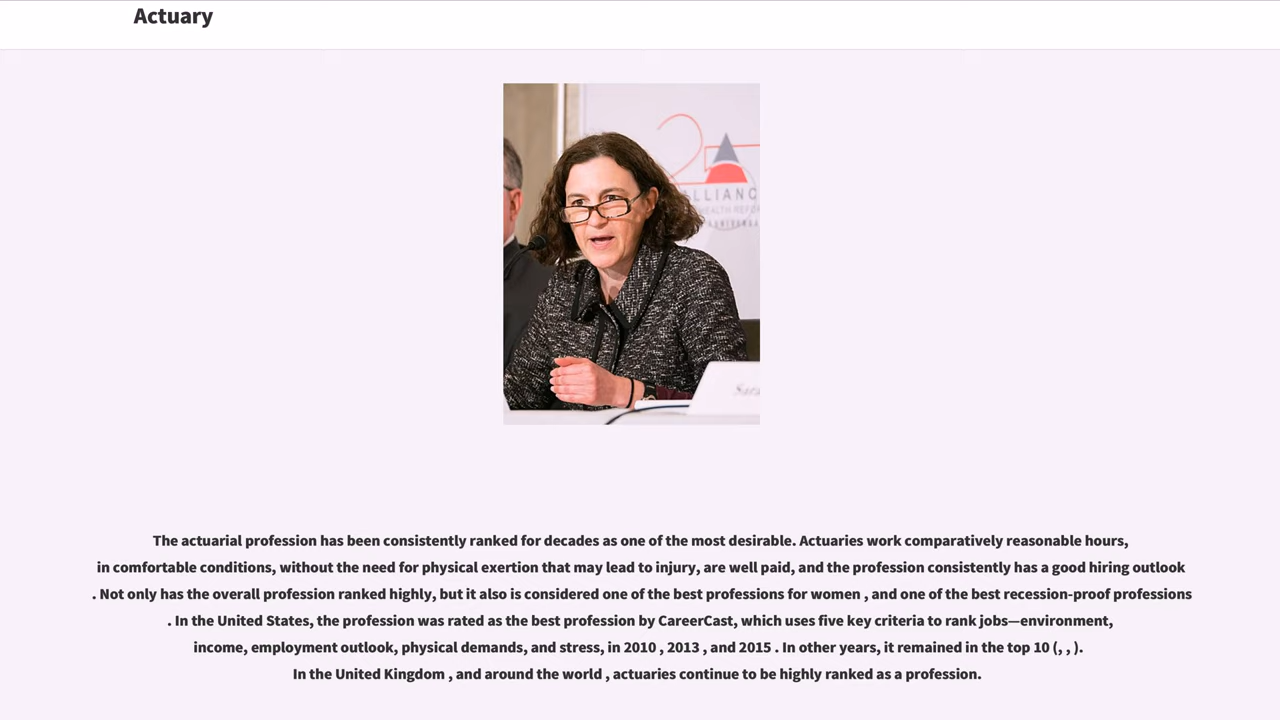 Actuary
25
ALLIANC
HEALTH REFO
The actuarial profession has been consistently ranked for decades as one of the most desirable. Actuaries work comparatively reasonable hours,
in comfortable conditions, without the need for physical exertion that may lead to injury, are well paid, and the profession consistently has a good hiring outlook
. Not only has the overall profession ranked highly, but it also is considered one of the best professions for women , and one of the best recession-proof professions
. In the United States, the profession was rated as the best profession by CareerCast, which uses five key criteria to rank jobs—environment,
income, employment outlook, physical demands, and stress, in 2010 , 2013 , and 2015 . In other years, it remained in the top 10 (, , ).
In the United Kingdom , and around the world , actuaries continue to be highly ranked as a profession.